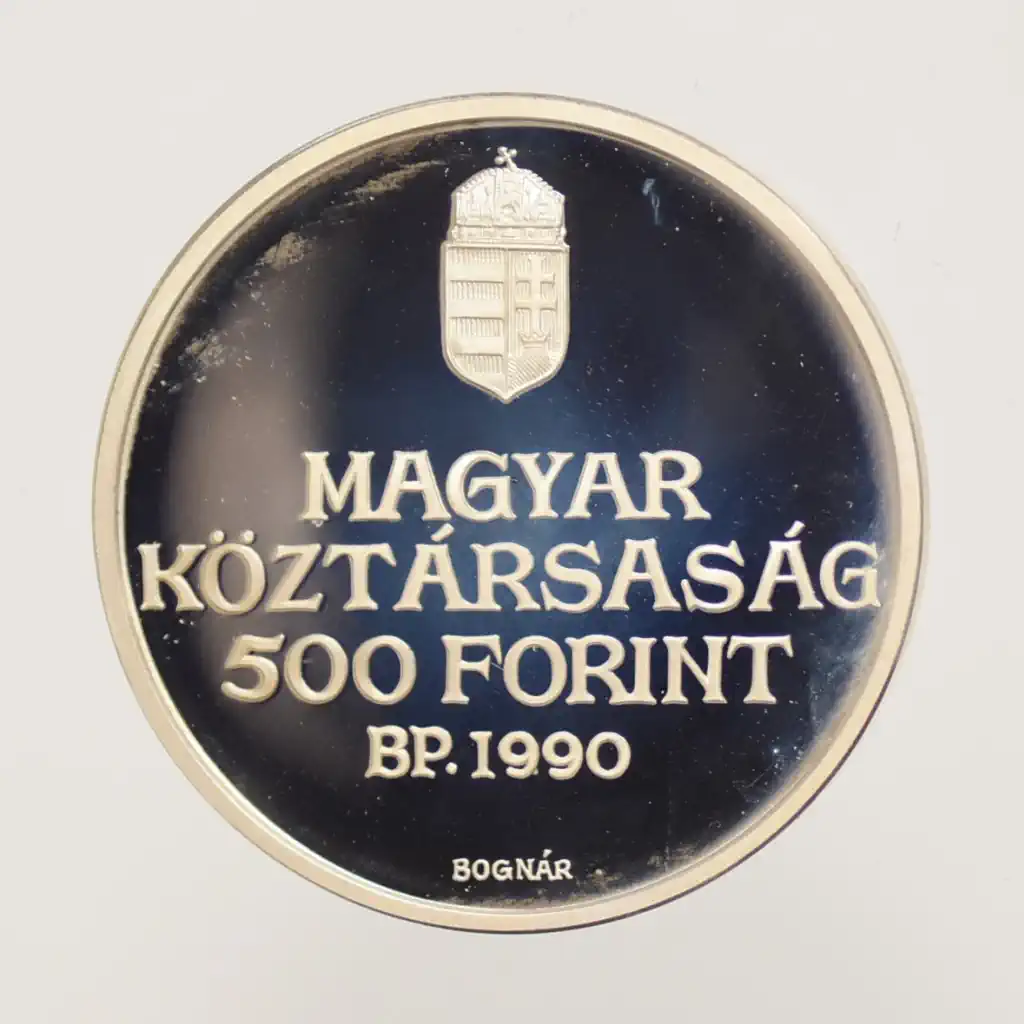 MAGYAR
KÖZTÁRSASÁG
500 FORINT
BP. 1990
BOGNÁR